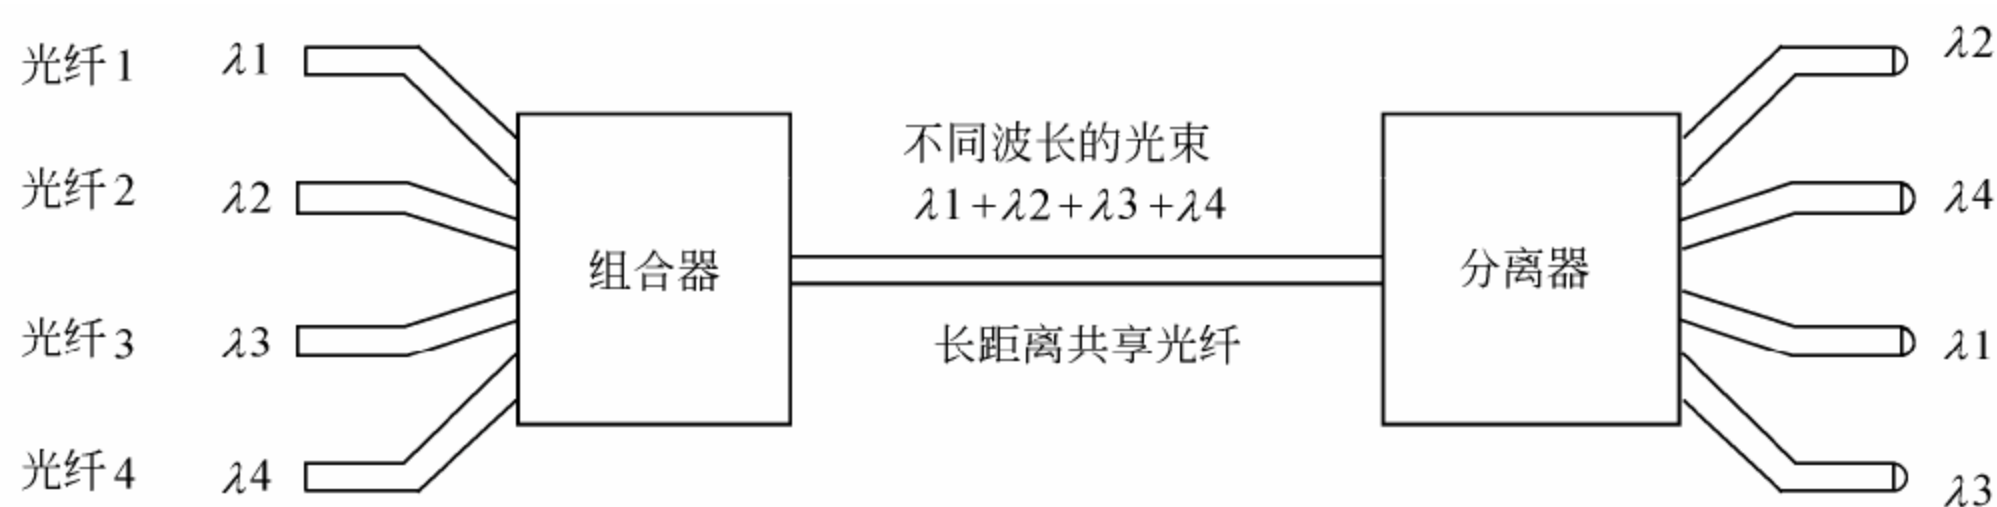 光纤1 λ1
光纤2 λ2
光纤3 λ3
光纤4 λ4
组合器
不同波长的光束
λ1+λ2+λ3+λ4
长距离共享光纤
分离器
λ2
λ4
λ1
λ3